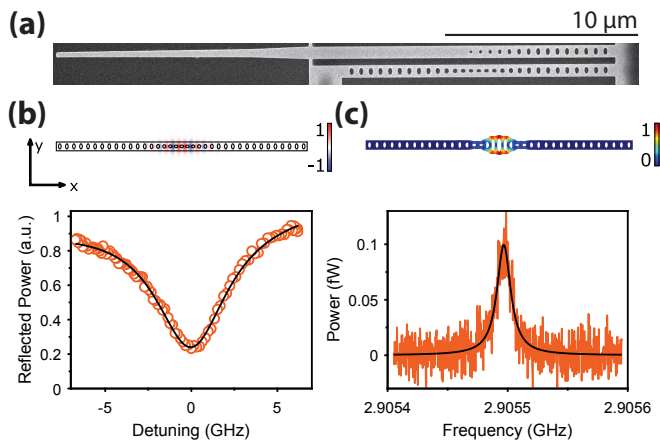 (a)
10 µm
(b)
(c)
y
x
1
-1
1
0
Reflected Power (a.u.)
1
0.8
0.6
0.4
0.2
0
-5
0
5
Detuning (GHz)
Power (fW)
0.1
0.05
0
2.9054
2.9055
2.9056
Frequency (GHz)